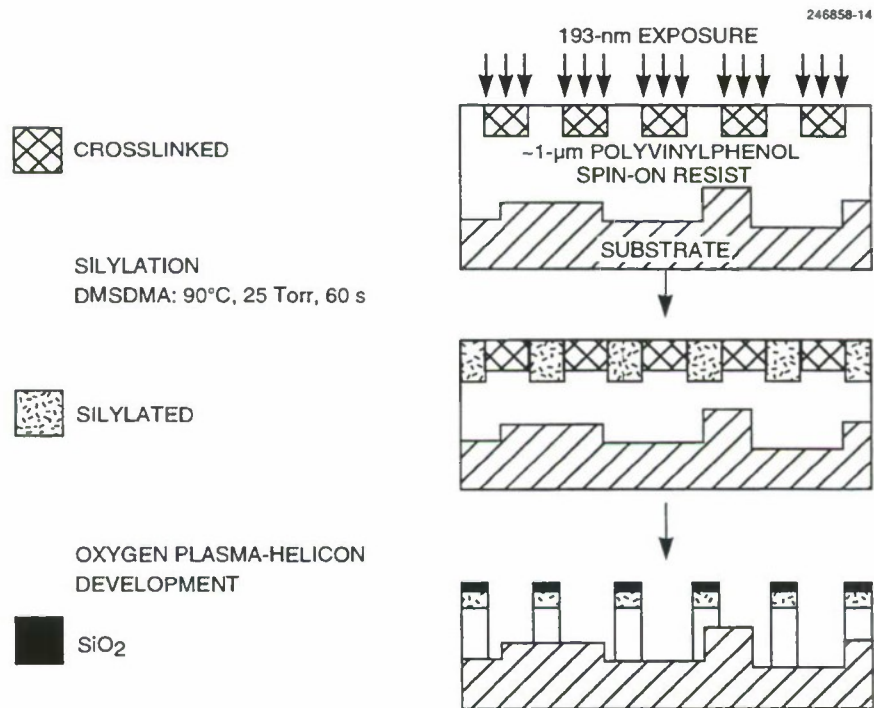 246858-14
193-nm EXPOSURE
CROSSLINKED
~1-µm POLYVINYLPHENOL
SPIN-ON RESIST
SUBSTRATE
SILYLATION
DMSDMA: 90°C, 25 Torr, 60 s
SILYLATED
OXYGEN PLASMA-HELICON
DEVELOPMENT
SiO₂